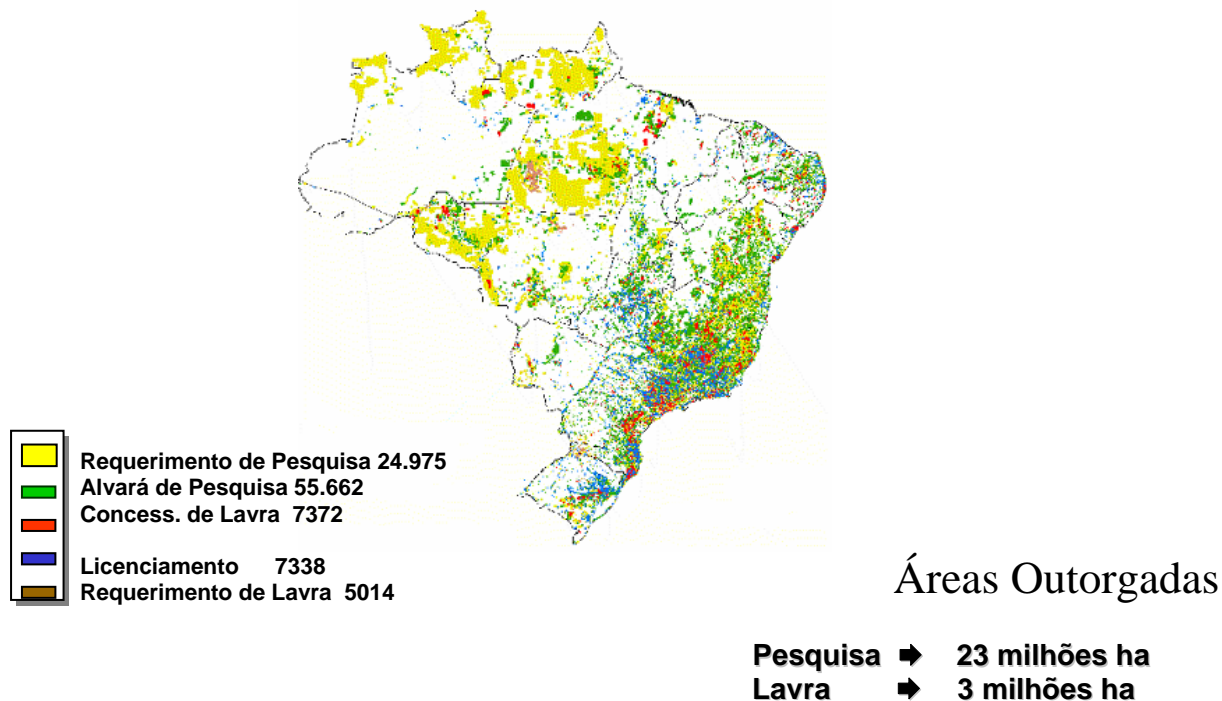 Requerimento de Pesquisa 24.975
Alvará de Pesquisa 55.662
Concess. de Lavra 7372
Licenciamento 7338
Requerimento de Lavra 5014
Áreas Outorgadas
Pesquisa 🡆 23 milhões ha
Lavra 🡆 3 milhões ha